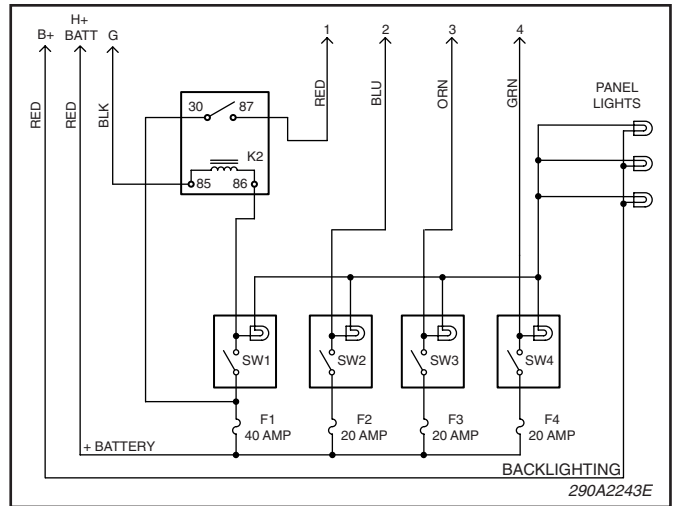 H+
B+ BATT G 1 2 3 4
RED RED BLK RED BLU ORN GRN
PANEL
LIGHTS
30 87
K2
85 86
SW1 SW2 SW3 SW4
F1 F2 F3 F4
40 AMP 20 AMP 20 AMP 20 AMP
+ BATTERY
BACKLIGHTING
290A2243E